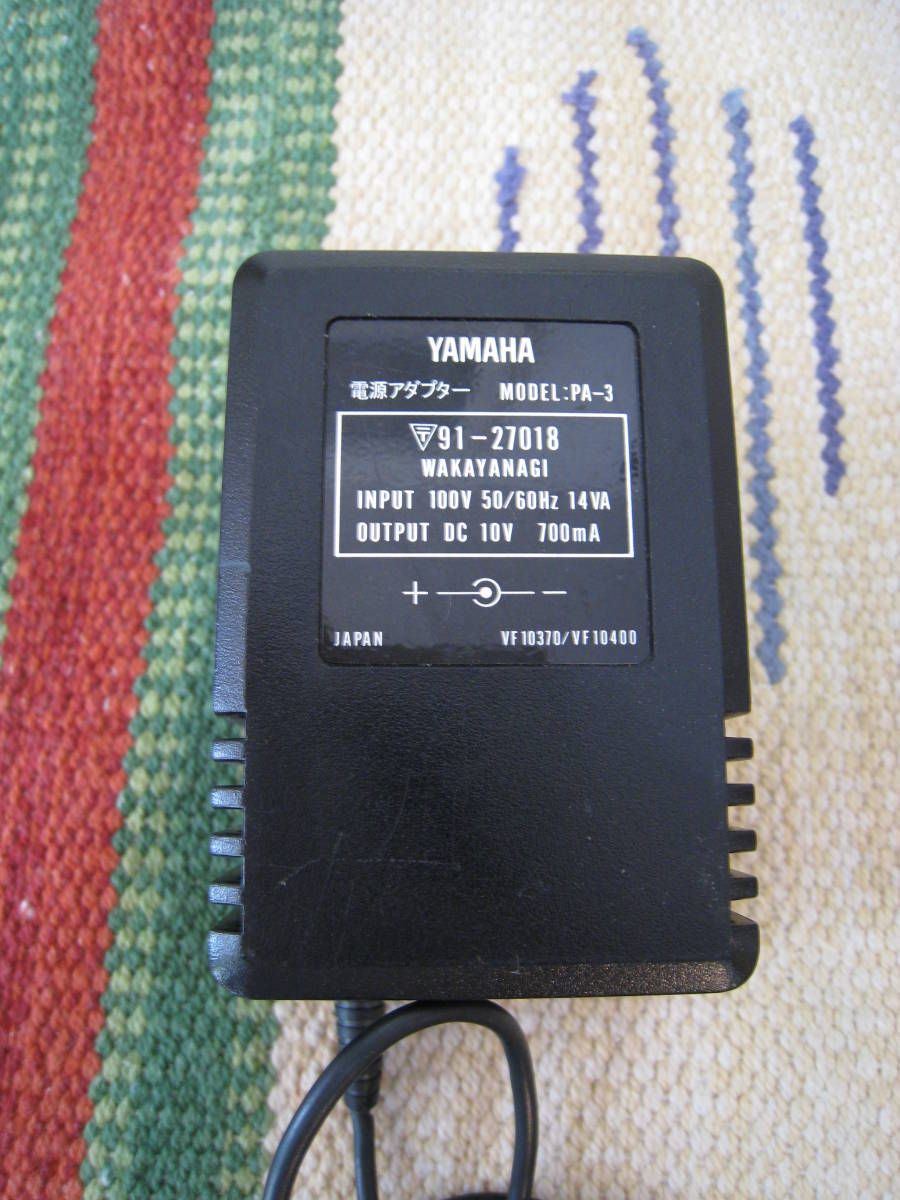 YAMAHA
電源アダプター MODEL:PA-3
〒91-27018
WAKAYANAGI
INPUT 100V 50/60Hz 14VA
OUTPUT DC 10V 700mA
+ -
JAPAN VF10370/VF10400